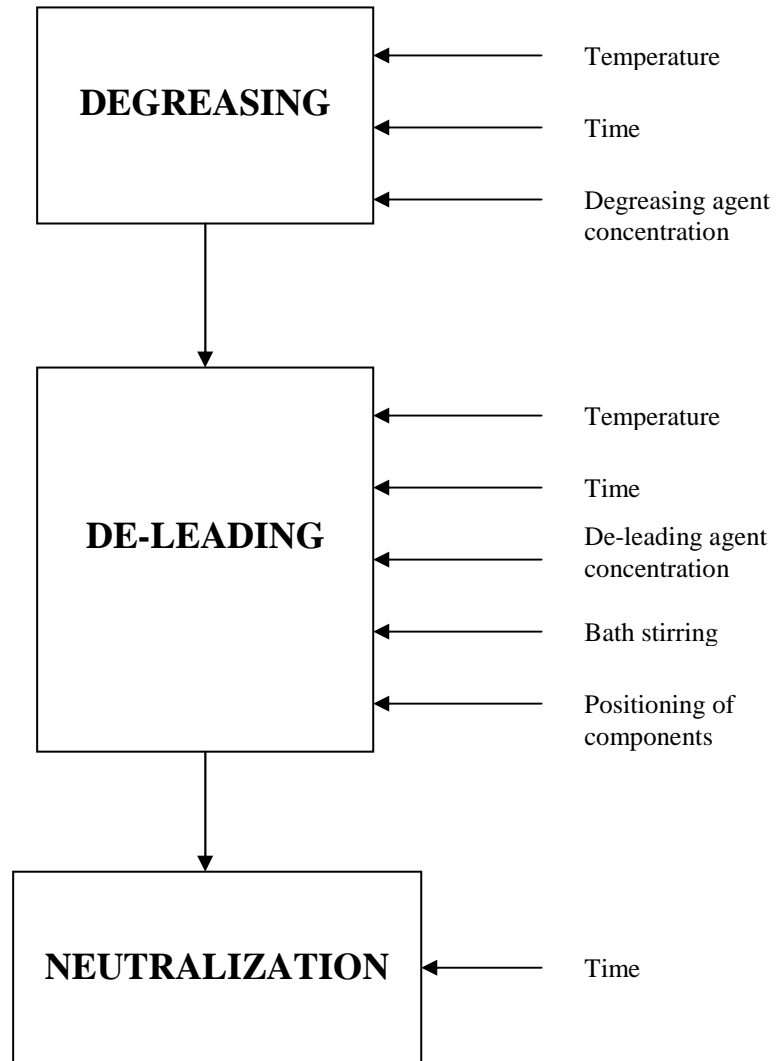 DEGREASING
Temperature
Time
Degreasing agent
concentration
DE-LEADING
Temperature
Time
De-leading agent
concentration
Bath stirring
Positioning of
components
NEUTRALIZATION
Time